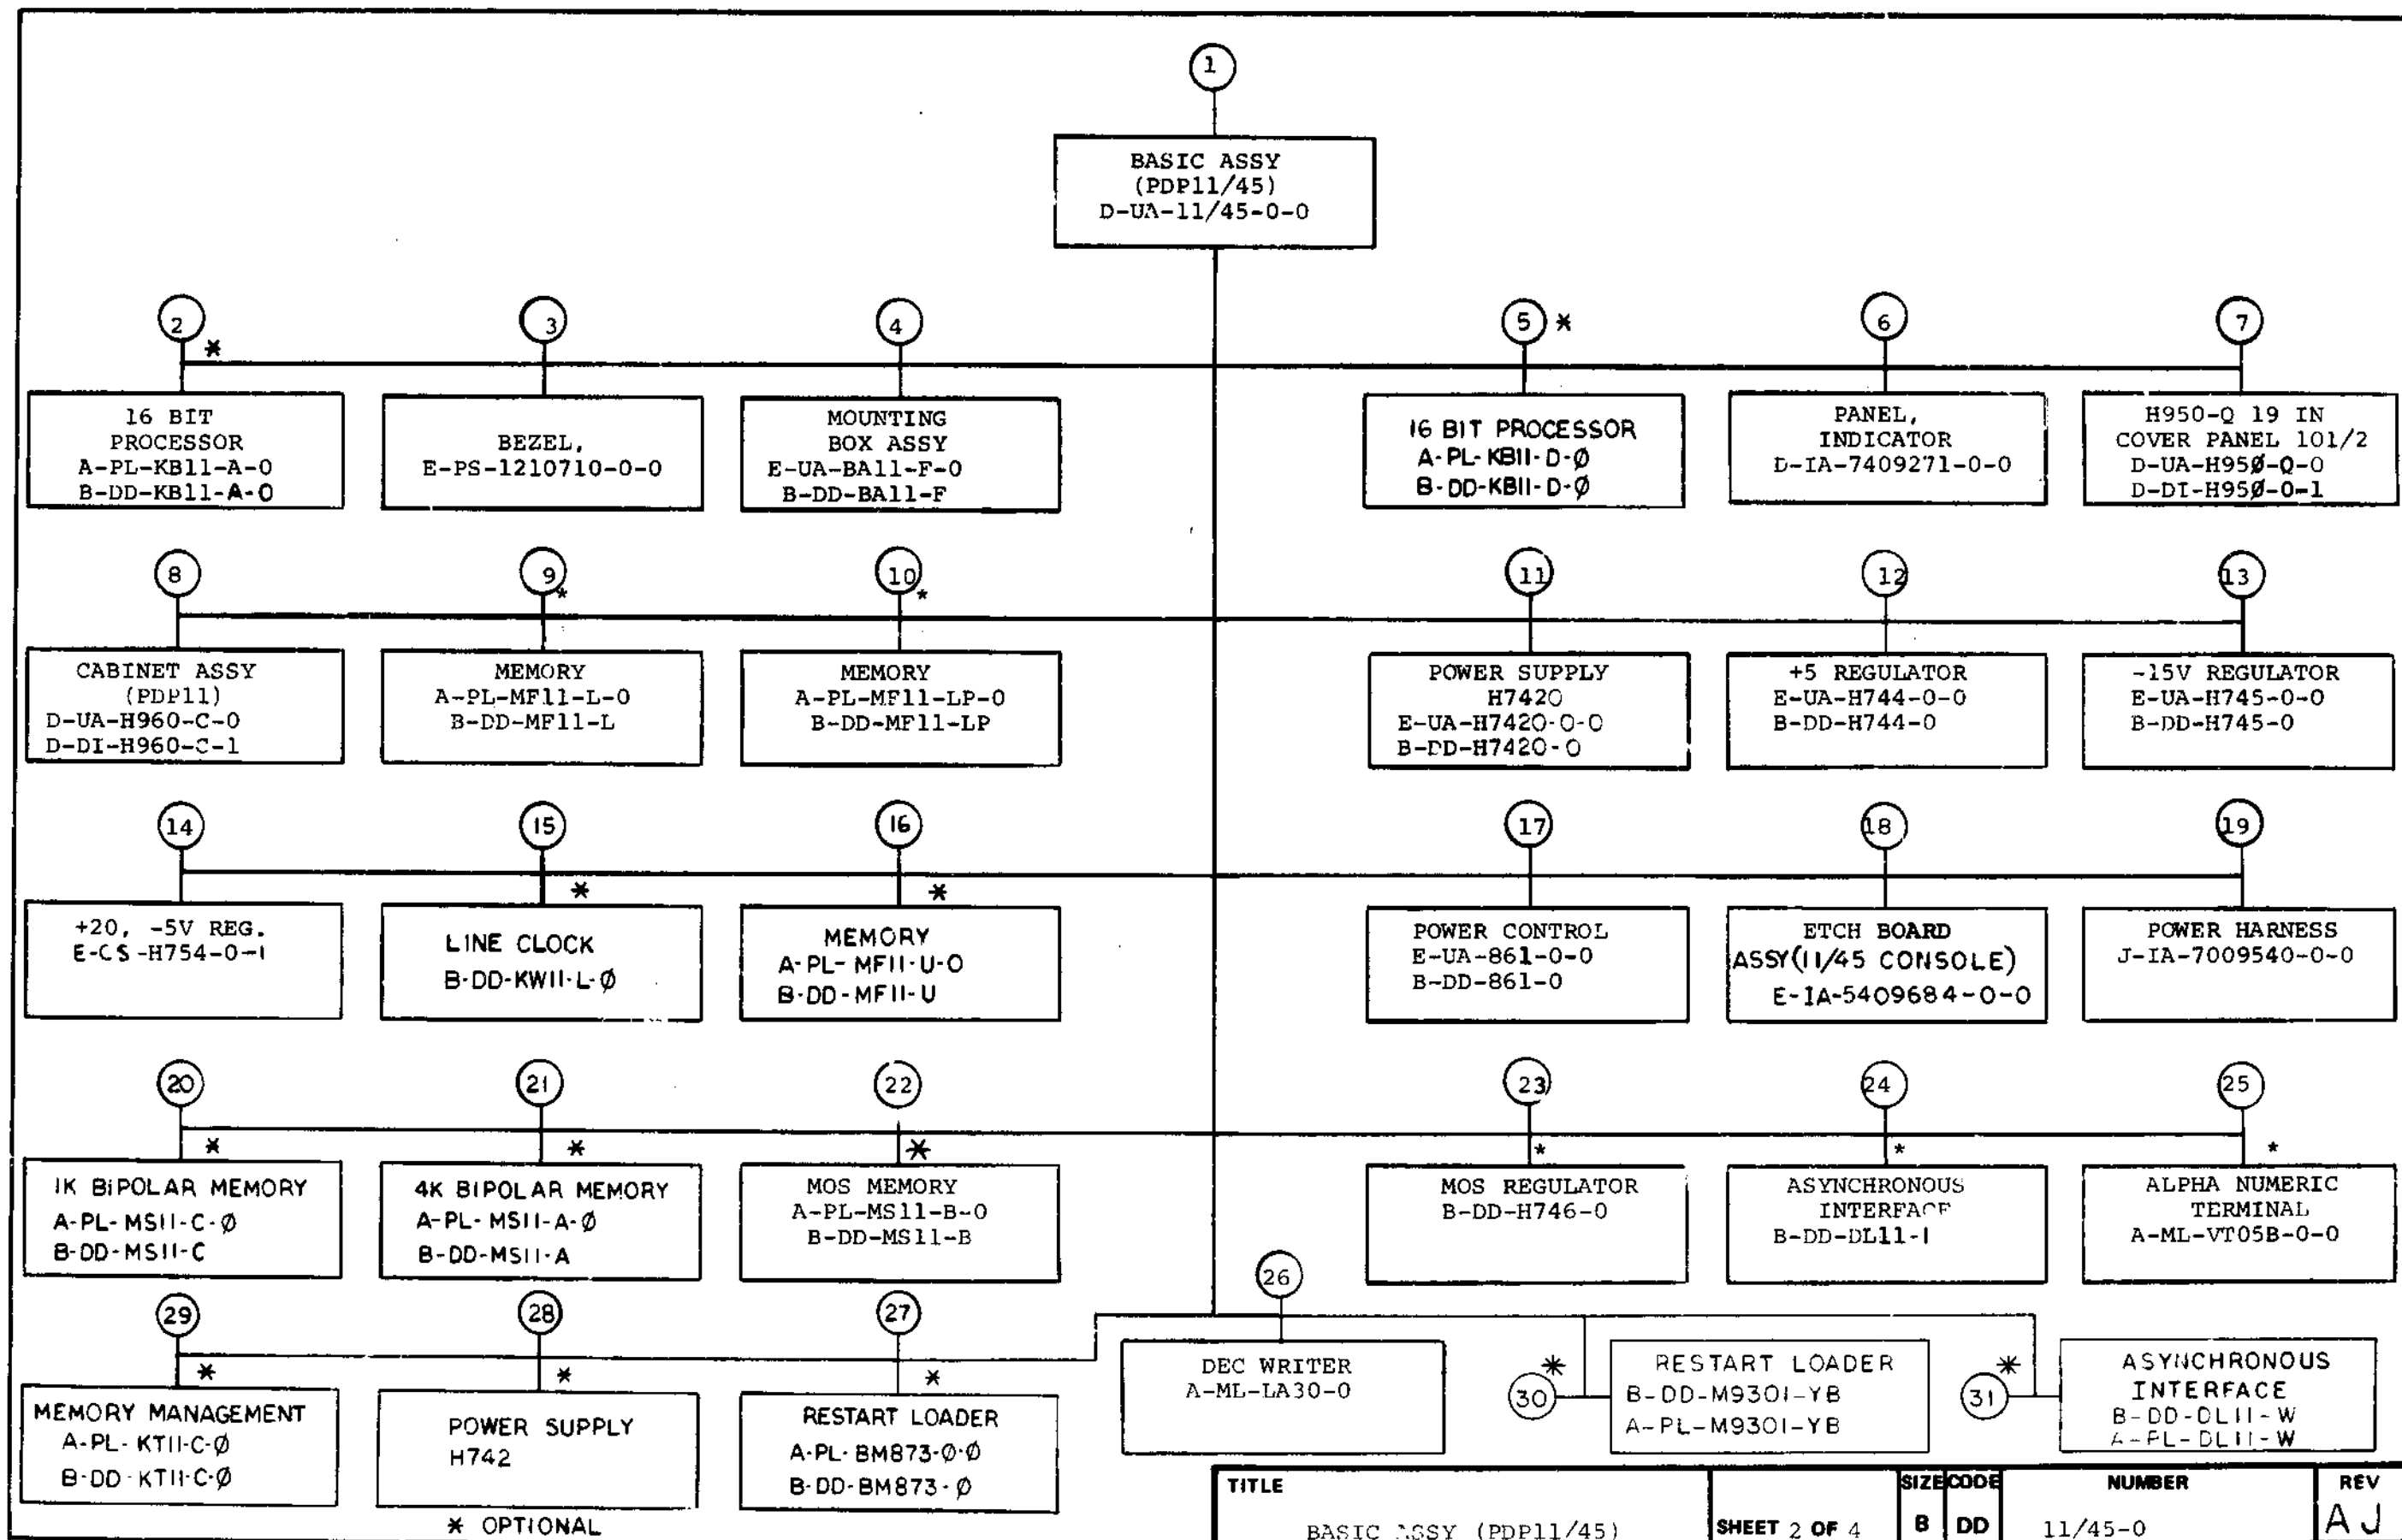 1
BASIC ASSY
(PDP11/45)
D-UA-11/45-0-0
2
*
3
4
5
*
6
7
16 BIT
PROCESSOR
A-PL-KB11-A-0
B-DD-KB11-A-0
BEZEL,
E-PS-1210710-0-0
MOUNTING
BOX ASSY
E-UA-BA11-F-0
B-DD-BA11-F
16 BIT PROCESSOR
A-PL-KB11-D-Ø
B-DD-KB11-D-Ø
PANEL,
INDICATOR
D-IA-7409271-0-0
H950-Q 19 IN
COVER PANEL 101/2
D-UA-H95Ø-Q-0
D-DI-H95Ø-0-1
8
9
*
10
*
11
12
13
CABINET ASSY
(PDP11)
D-UA-H960-C-0
D-DI-H960-C-1
MEMORY
A-PL-MF11-L-0
B-DD-MF11-L
MEMORY
A-PL-MF11-LP-0
B-DD-MF11-LP
POWER SUPPLY
H7420
E-UA-H7420-0-0
B-DD-H7420-0
+5 REGULATOR
E-UA-H744-0-0
B-DD-H744-0
-15V REGULATOR
E-UA-H745-0-0
B-DD-H745-0
14
15
*
16
*
17
18
19
+20, -5V REG.
E-CS-H754-0-1
LINE CLOCK
B-DD-KW11-L-Ø
MEMORY
A-PL-MF11-U-O
B-DD-MF11-U
POWER CONTROL
E-UA-861-0-0
B-DD-861-0
ETCH BOARD
ASSY(11/45 CONSOLE)
E-IA-5409684-0-0
POWER HARNESS
J-IA-7009540-0-0
20
*
21
*
22
*
23
*
24
*
25
*
1K BIPOLAR MEMORY
A-PL-MS11-C-Ø
B-DD-MS11-C
4K BIPOLAR MEMORY
A-PL-MS11-A-Ø
B-DD-MS11-A
MOS MEMORY
A-PL-MS11-B-0
B-DD-MS11-B
MOS REGULATOR
B-DD-H746-0
ASYNCHRONOUS
INTERFACE
B-DD-DL11-1
ALPHA NUMERIC
TERMINAL
A-ML-VT05B-0-0
29
*
28
*
27
*
26
MEMORY MANAGEMENT
A-PL-KT11-C-Ø
B-DD-KT11-C-Ø
POWER SUPPLY
H742
RESTART LOADER
A-PL-BM873-Ø-Ø
B-DD-BM873-Ø
DEC WRITER
A-ML-LA30-0
*
30
RESTART LOADER
B-DD-M9301-YB
A-PL-M9301-YB
*
31
ASYNCHRONOUS
INTERFACE
B-DD-DL11-W
A-PL-DL11-W
* OPTIONAL
TITLE
BASIC ASSY (PDP11/45)
SHEET 2 OF 4
SIZE
B
CODE
DD
NUMBER
11/45-0
REV
AJ